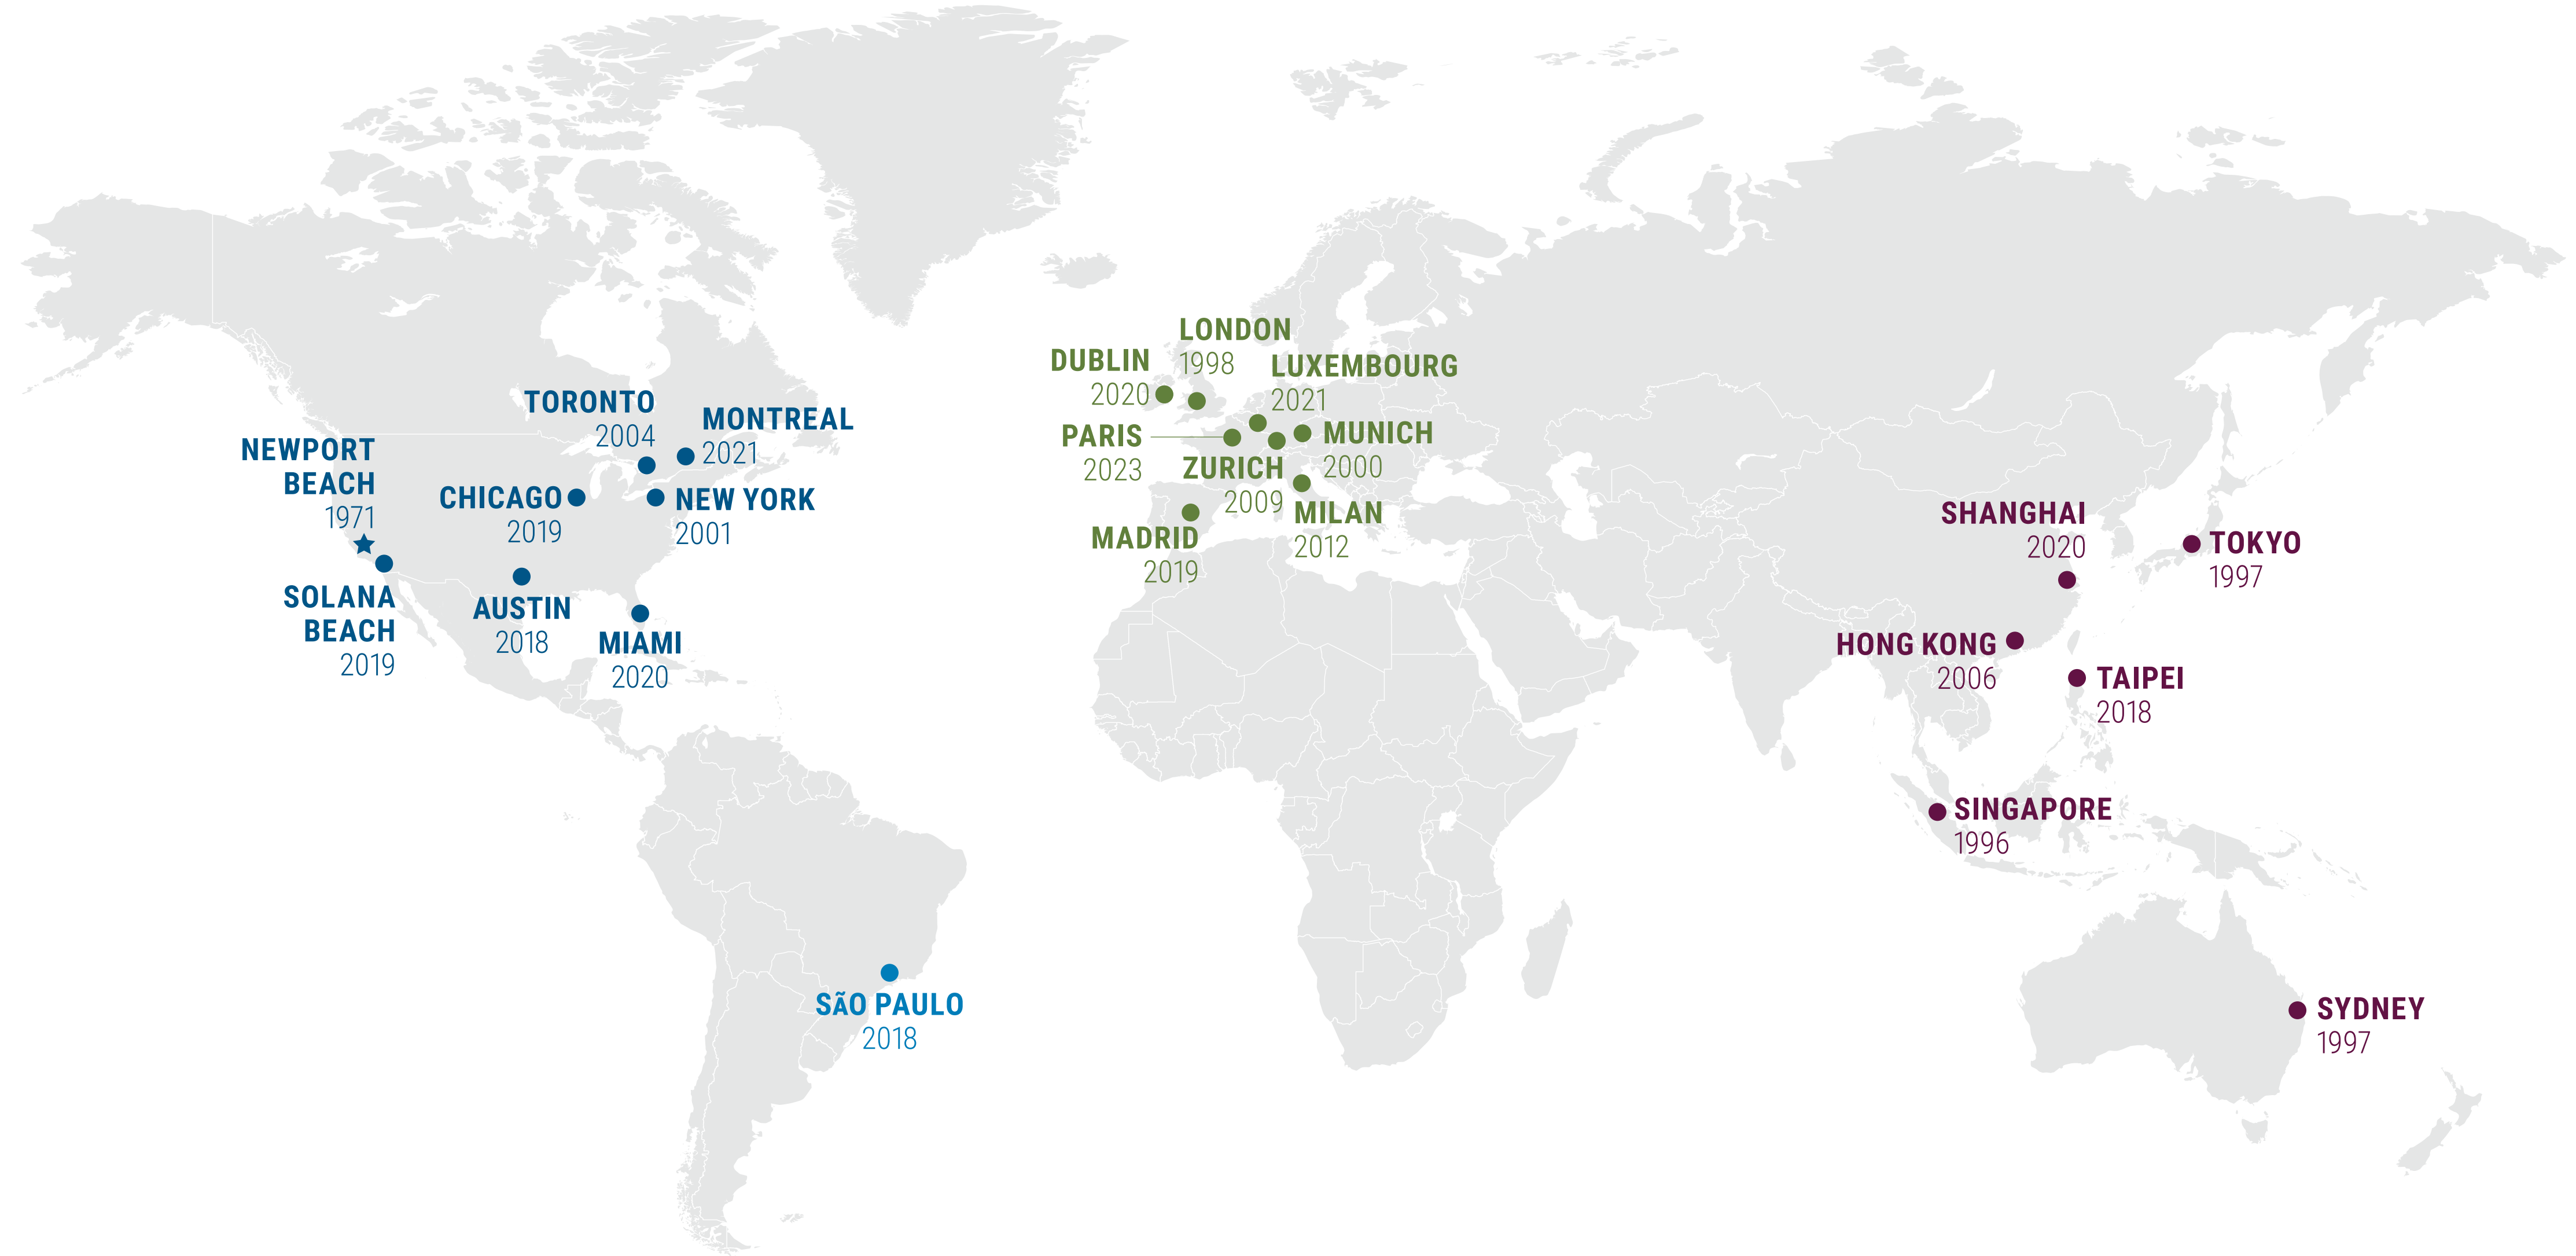 NEWPORT
BEACH
1971
SOLANA
BEACH
2019
TORONTO
2004
MONTREAL
2021
CHICAGO
2019
NEW YORK
2001
AUSTIN
2018
MIAMI
2020
SãO PAULO
2018
LONDON
1998
DUBLIN
2020
LUXEMBOURG
2021
PARIS
2023
MUNICH
2000
ZURICH
2009
MILAN
2012
MADRID
2019
SHANGHAI
2020
TOKYO
1997
HONG KONG
2006
TAIPEI
2018
SINGAPORE
1996
SYDNEY
1997